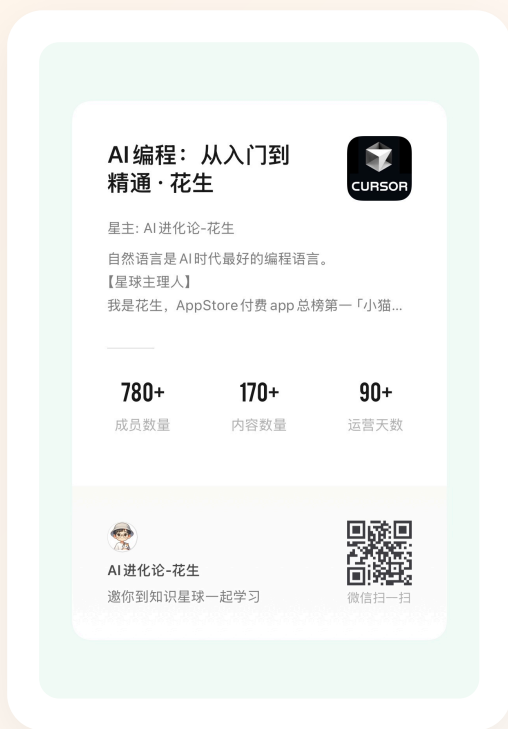 AI编程：从入门到
精通 · 花生
CURSOR
星主: AI进化论-花生
自然语言是AI时代最好的编程语言。
【星球主理人】
我是花生，AppStore付费app总榜第一「小猫...
780+
170+
90+
成员数量
内容数量
运营天数
AI进化论-花生
邀你到知识星球一起学习
微信扫一扫